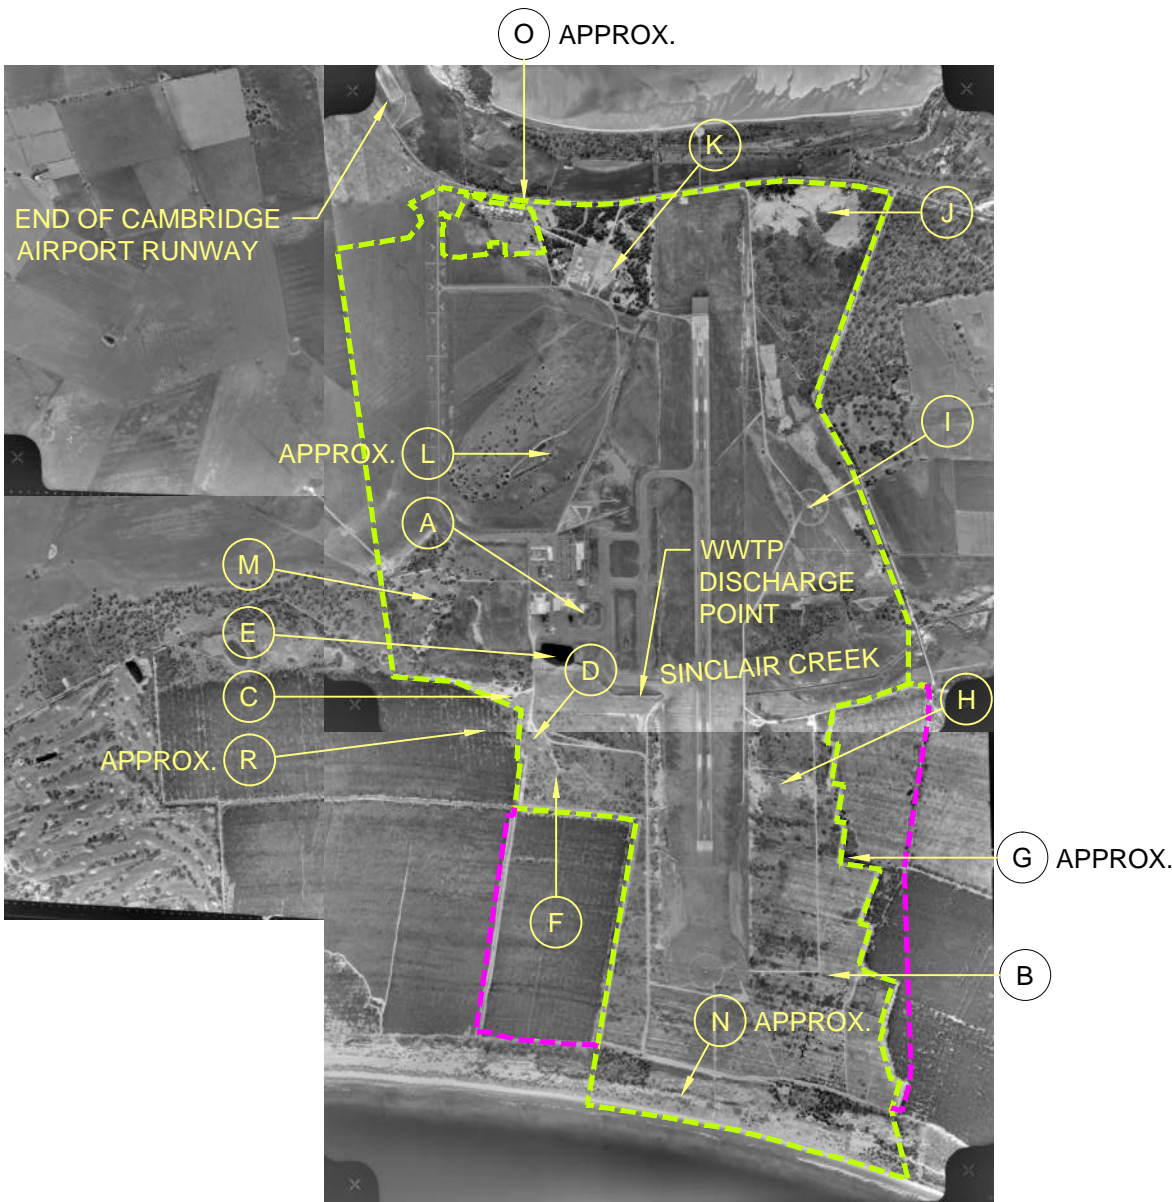 O APPROX.
K
END OF CAMBRIDGE
AIRPORT RUNWAY
J
I
APPROX. L
A
M
WWTP
DISCHARGE
POINT
E
D
SINCLAIR CREEK
C
H
APPROX. R
G APPROX.
F
B
N APPROX.